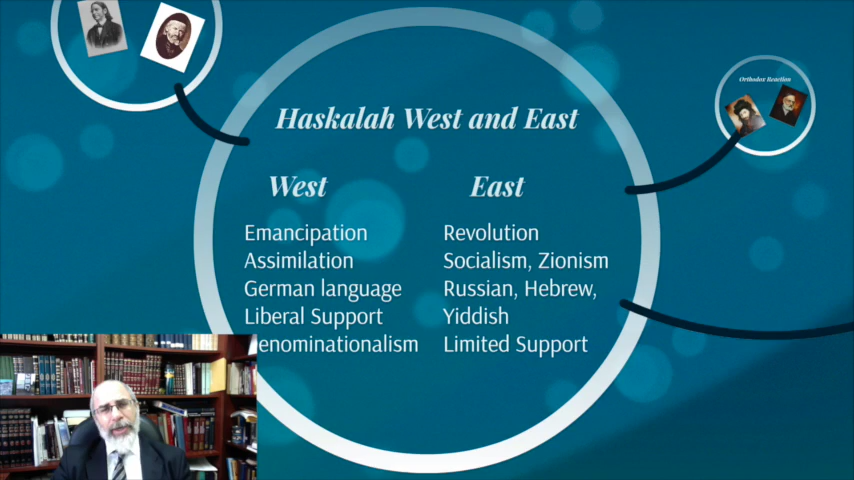 Orthodox Reaction
Haskalah West and East
West
Emancipation
Assimilation
German language
Liberal Support
enominationalism
East
Revolution
Socialism, Zionism
Russian, Hebrew,
Yiddish
Limited Support